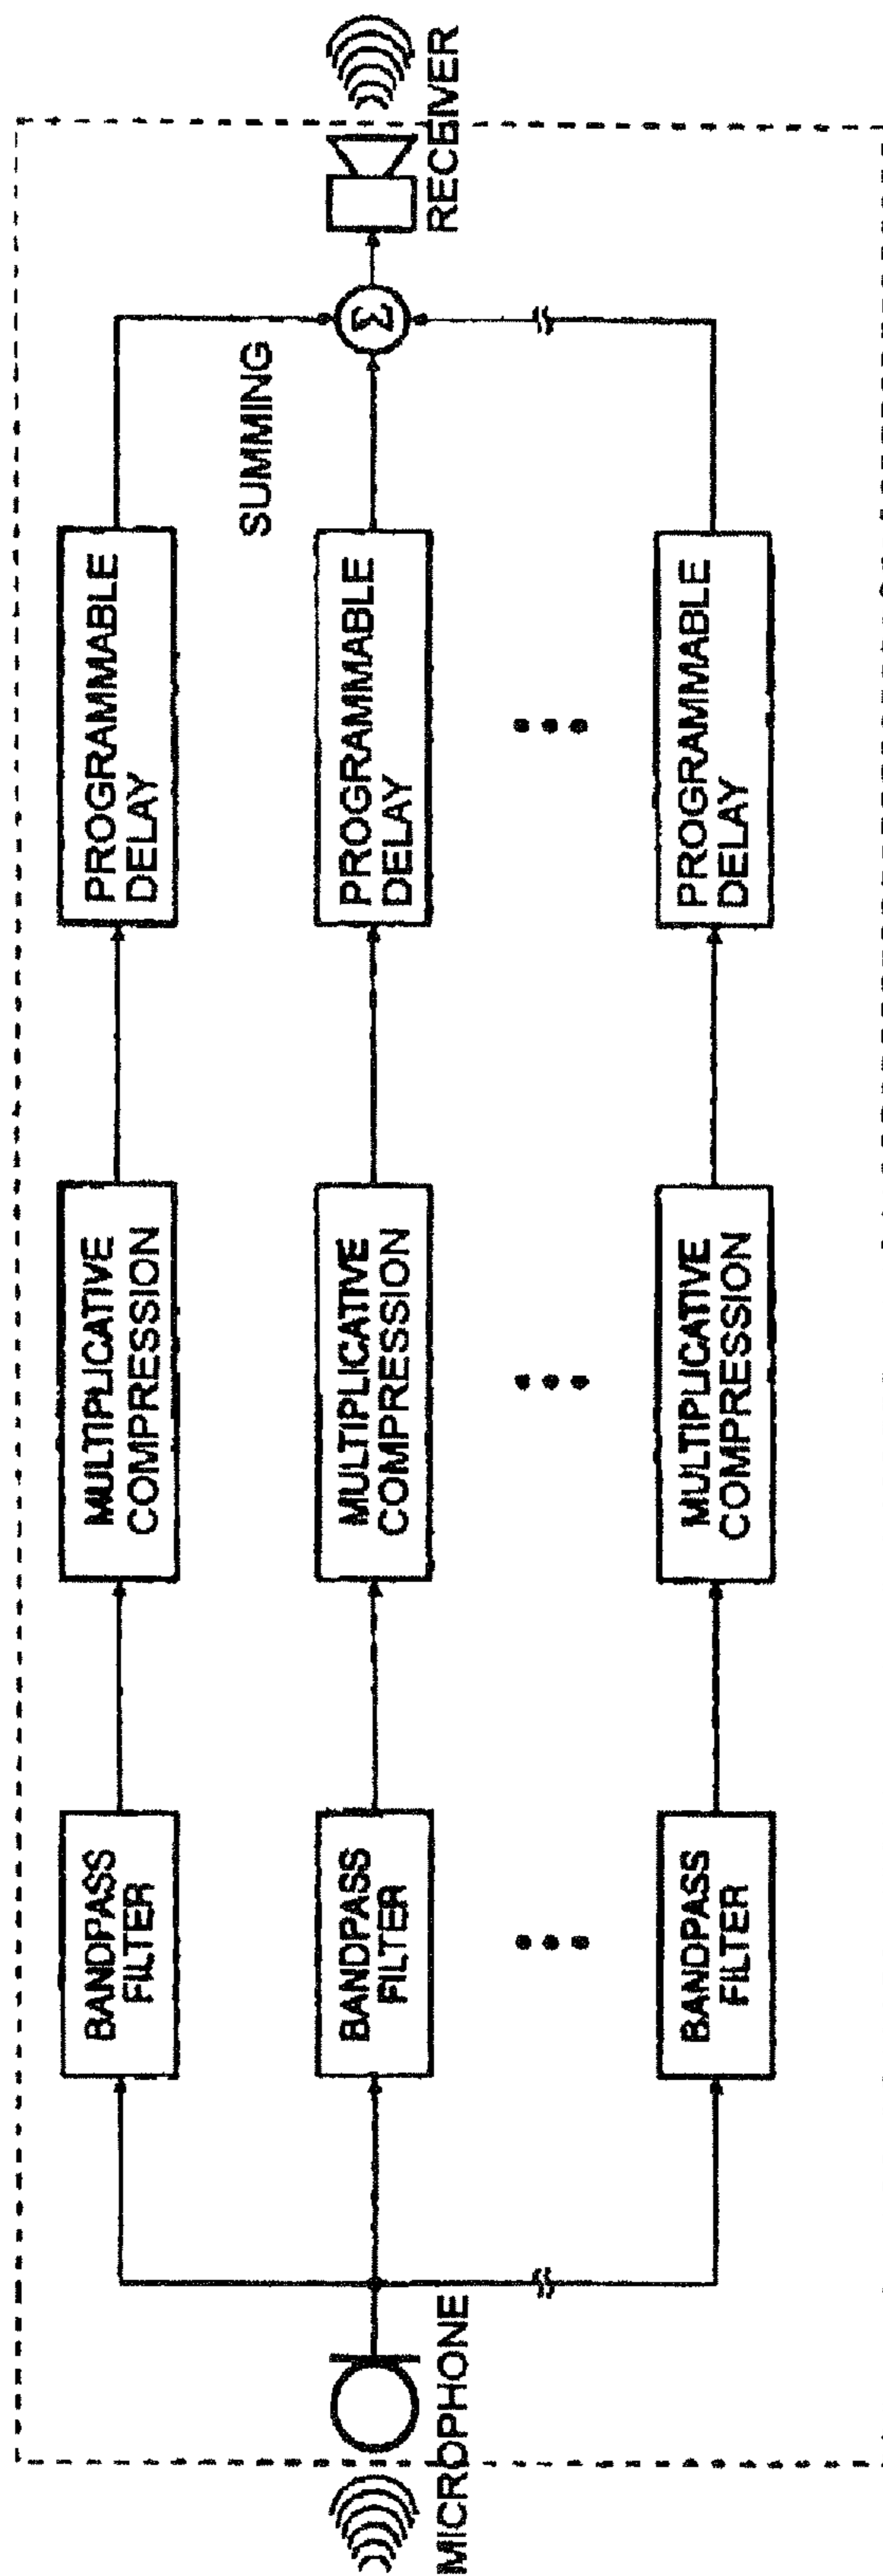 MICROPHONE
BANDPASS
FILTER
MULTIPLICATIVE
COMPRESSION
PROGRAMMABLE
DELAY
BANDPASS
FILTER
MULTIPLICATIVE
COMPRESSION
PROGRAMMABLE
DELAY
BANDPASS
FILTER
MULTIPLICATIVE
COMPRESSION
PROGRAMMABLE
DELAY
SUMMING
Σ
RECEIVER